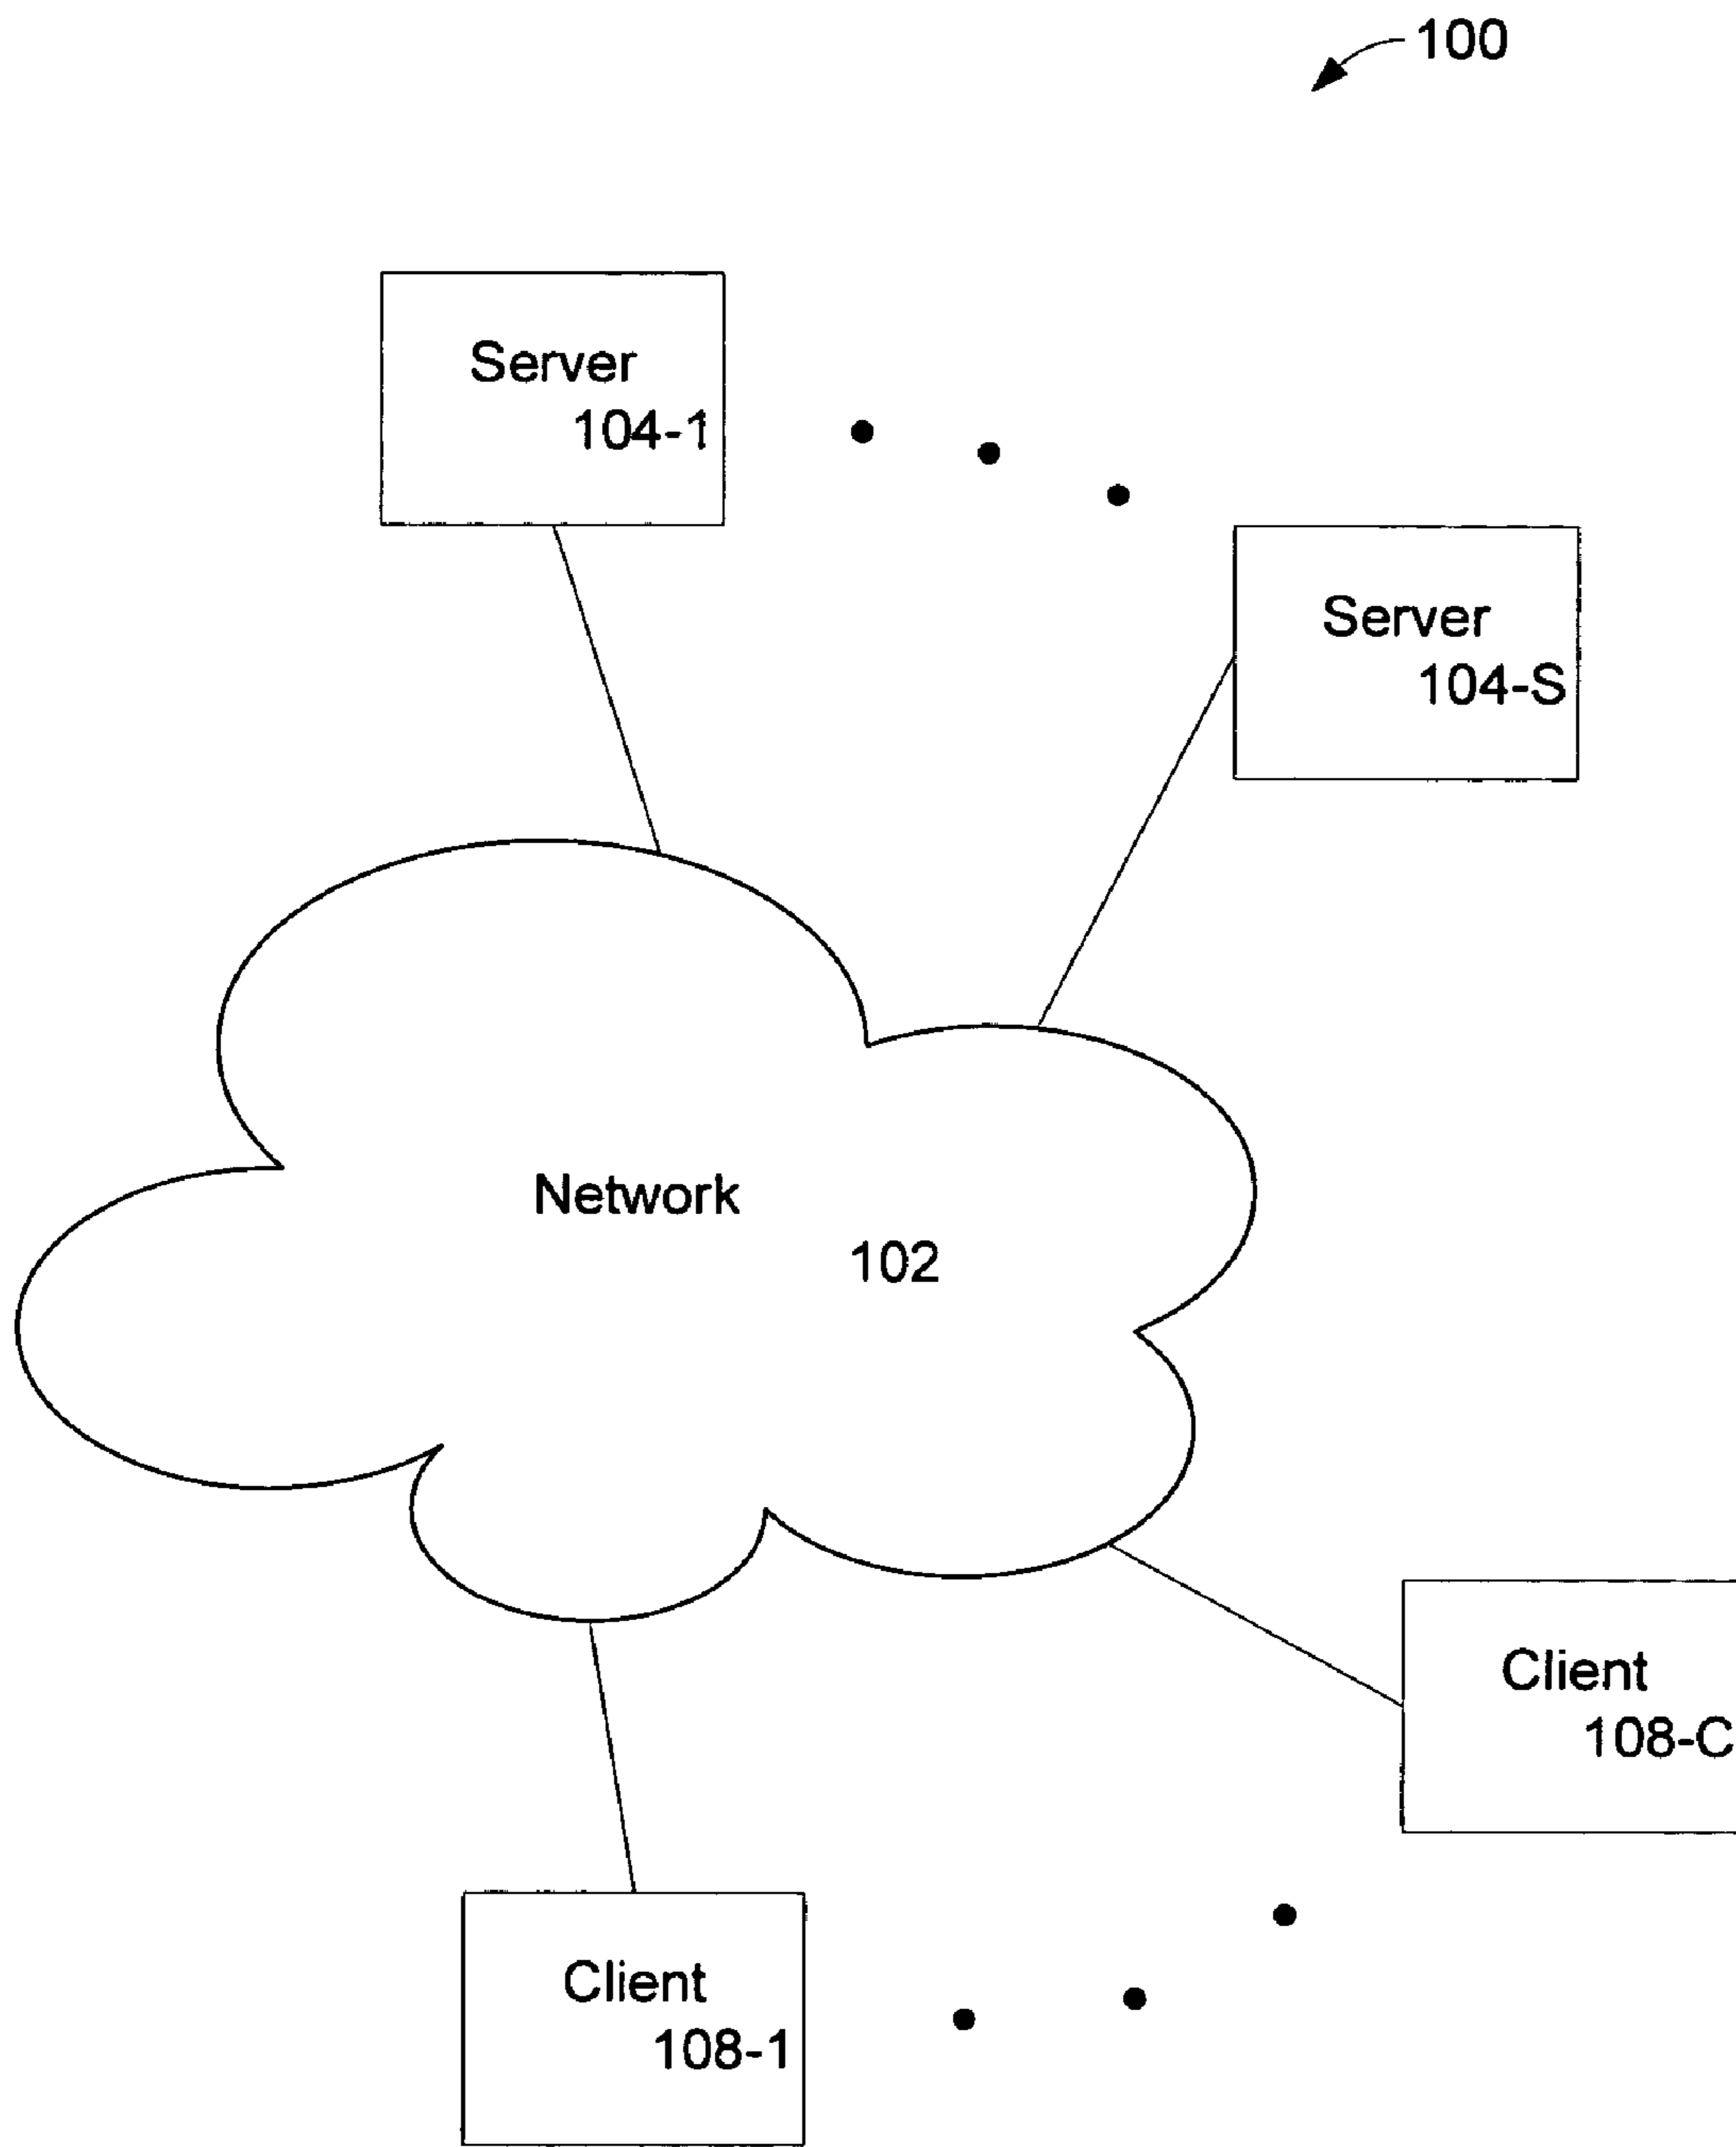 100
Server
104-1
Server
104-S
Network
102
Client
108-C
Client
108-1